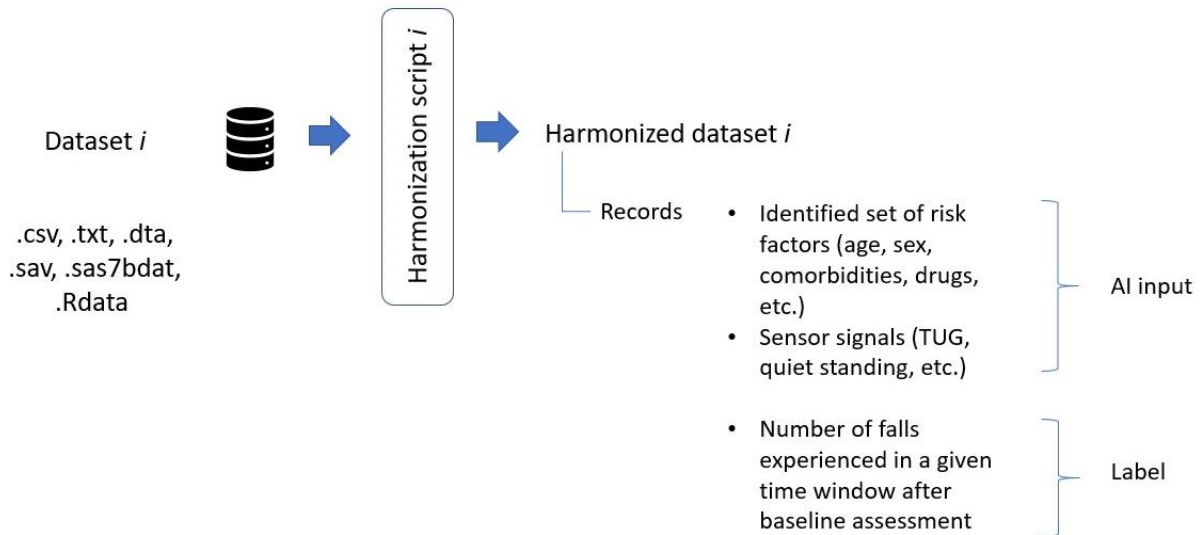 Dataset i
.csv, .txt, .dta,
.sav, .sas7bdat,
.Rdata
Harmonization script i
Harmonized dataset i
Records
• Identified set of risk
factors (age, sex,
comorbidities, drugs,
etc.)
• Sensor signals (TUG,
quiet standing, etc.)
AI input
• Number of falls
experienced in a given
time window after
baseline assessment
Label